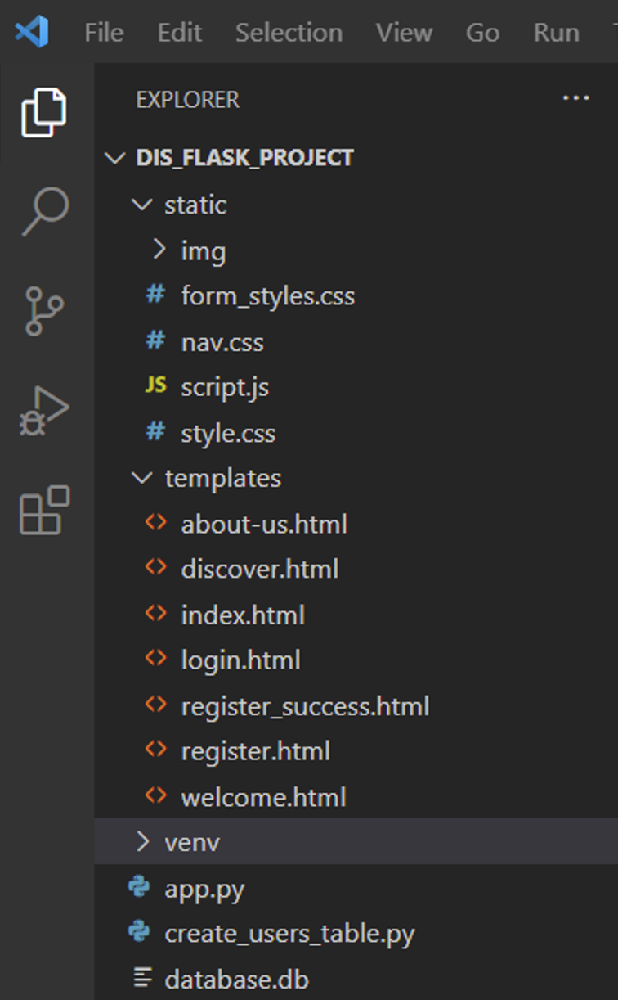 File Edit Selection View Go Run
EXPLORER ...
DIS_FLASK_PROJECT
static
img
# form_styles.css
# nav.css
JS script.js
# style.css
templates
<> about-us.html
<> discover.html
<> index.html
<> login.html
<> register_success.html
<> register.html
<> welcome.html
venv
app.py
create_users_table.py
database.db